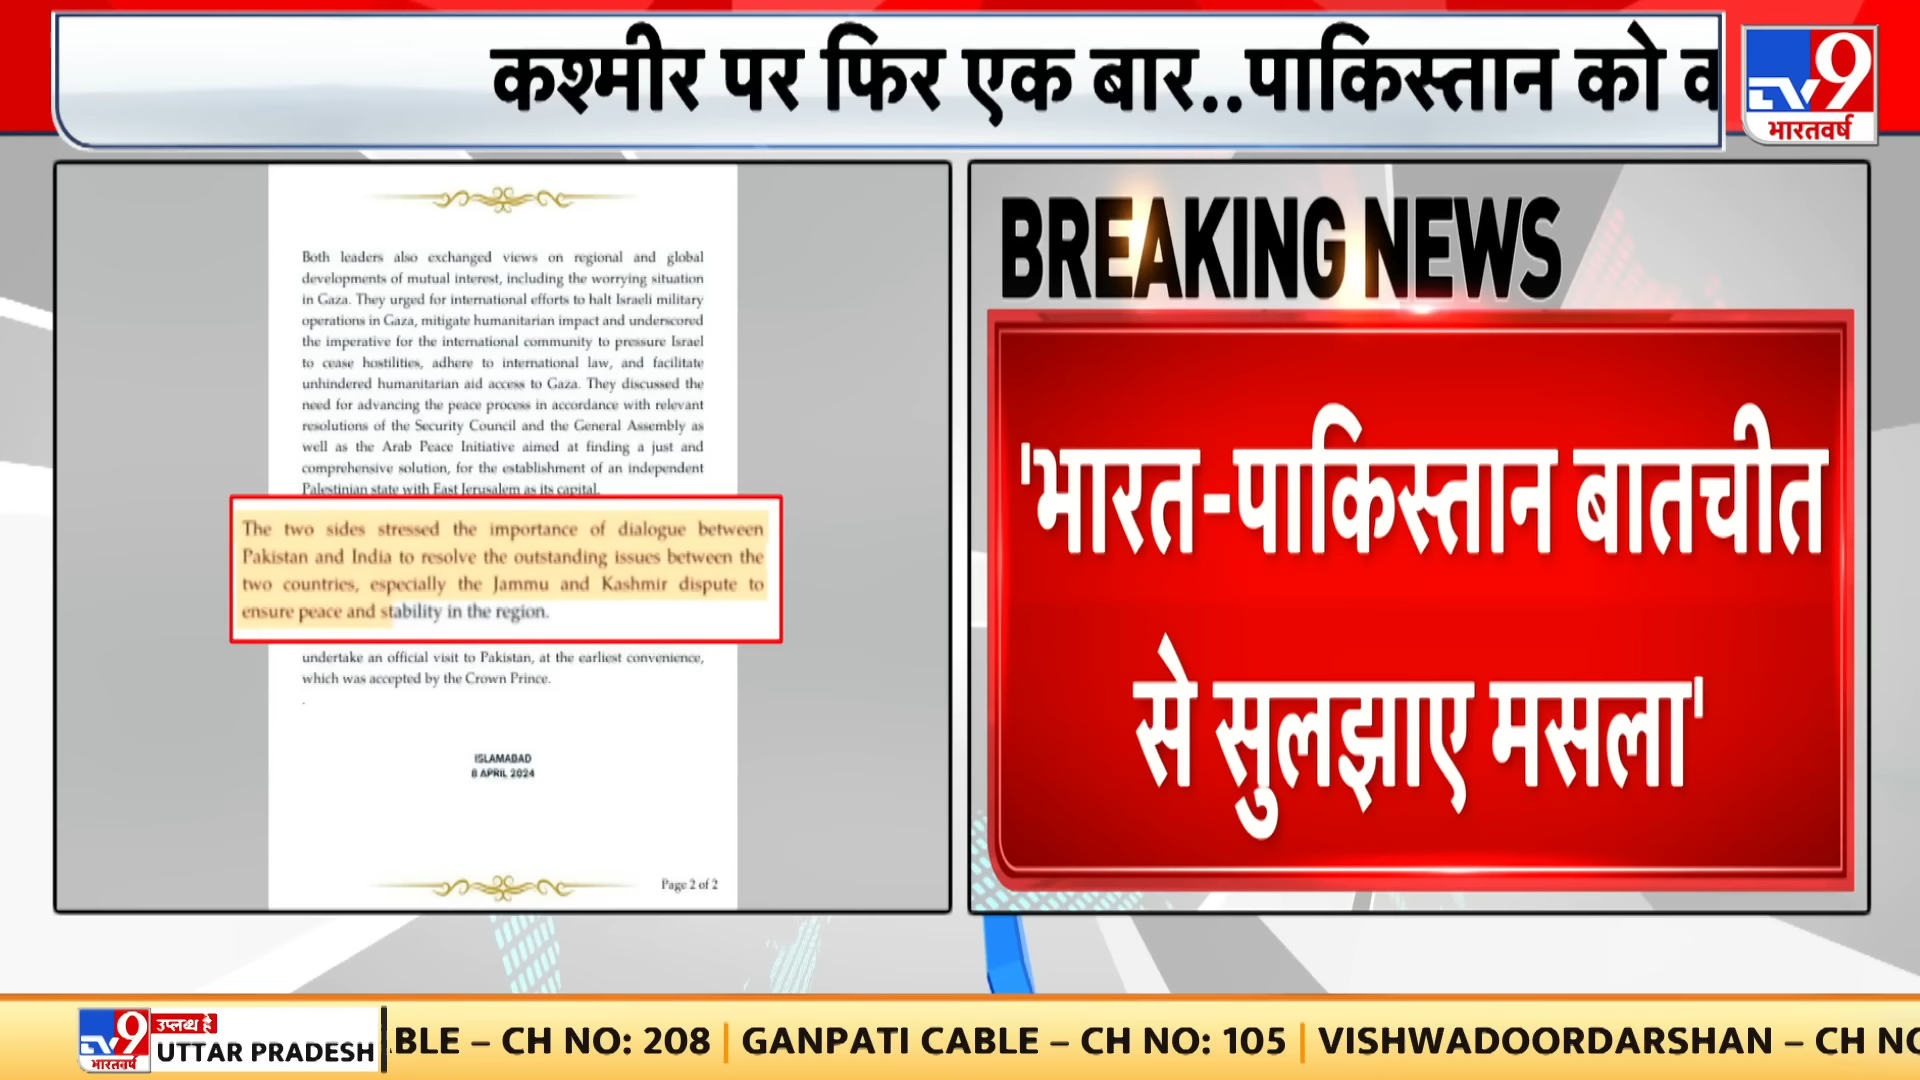 कश्मीर पर फिर एक बार..पाकिस्तान को
TV9
भारतवर्ष
Both leaders also exchanged views on regional and global
developments of mutual interest, including the worrying situation
in Gaza. They urged for international efforts to halt Israeli military
operations in Gaza, mitigate humanitarian impact and underscored
the imperative for the international community to pressure Israel
to cease hostilities, adhere to international law, and facilitate
unhindered humanitarian aid access to Gaza. They discussed the
need for advancing the peace process in accordance with relevant
resolutions of the Security Council and the General Assembly as
well as the Arab Peace Initiative aimed at finding a just and
comprehensive solution, for the establishment of an independent
Palestinian state with East Jerusalem as its capital.
The two sides stressed the importance of dialogue between
Pakistan and India to resolve the outstanding issues between the
two countries, especially the Jammu and Kashmir dispute to
ensure peace and stability in the region.
undertake an official visit to Pakistan, at the earliest convenience,
which was accepted by the Crown Prince.
.
ISLAMABAD
8 APRIL 2024
Page 2 of 2
BREAKING NEWS
'भारत-पाकिस्तान बातचीत
से सुलझाए मसला'
TV9
भारतवर्ष
उप्लब्ध है
UTTAR PRADESH
BLE – CH NO: 208 | GANPATI CABLE – CH NO: 105 | VISHWADOORDARSHAN – CH NO